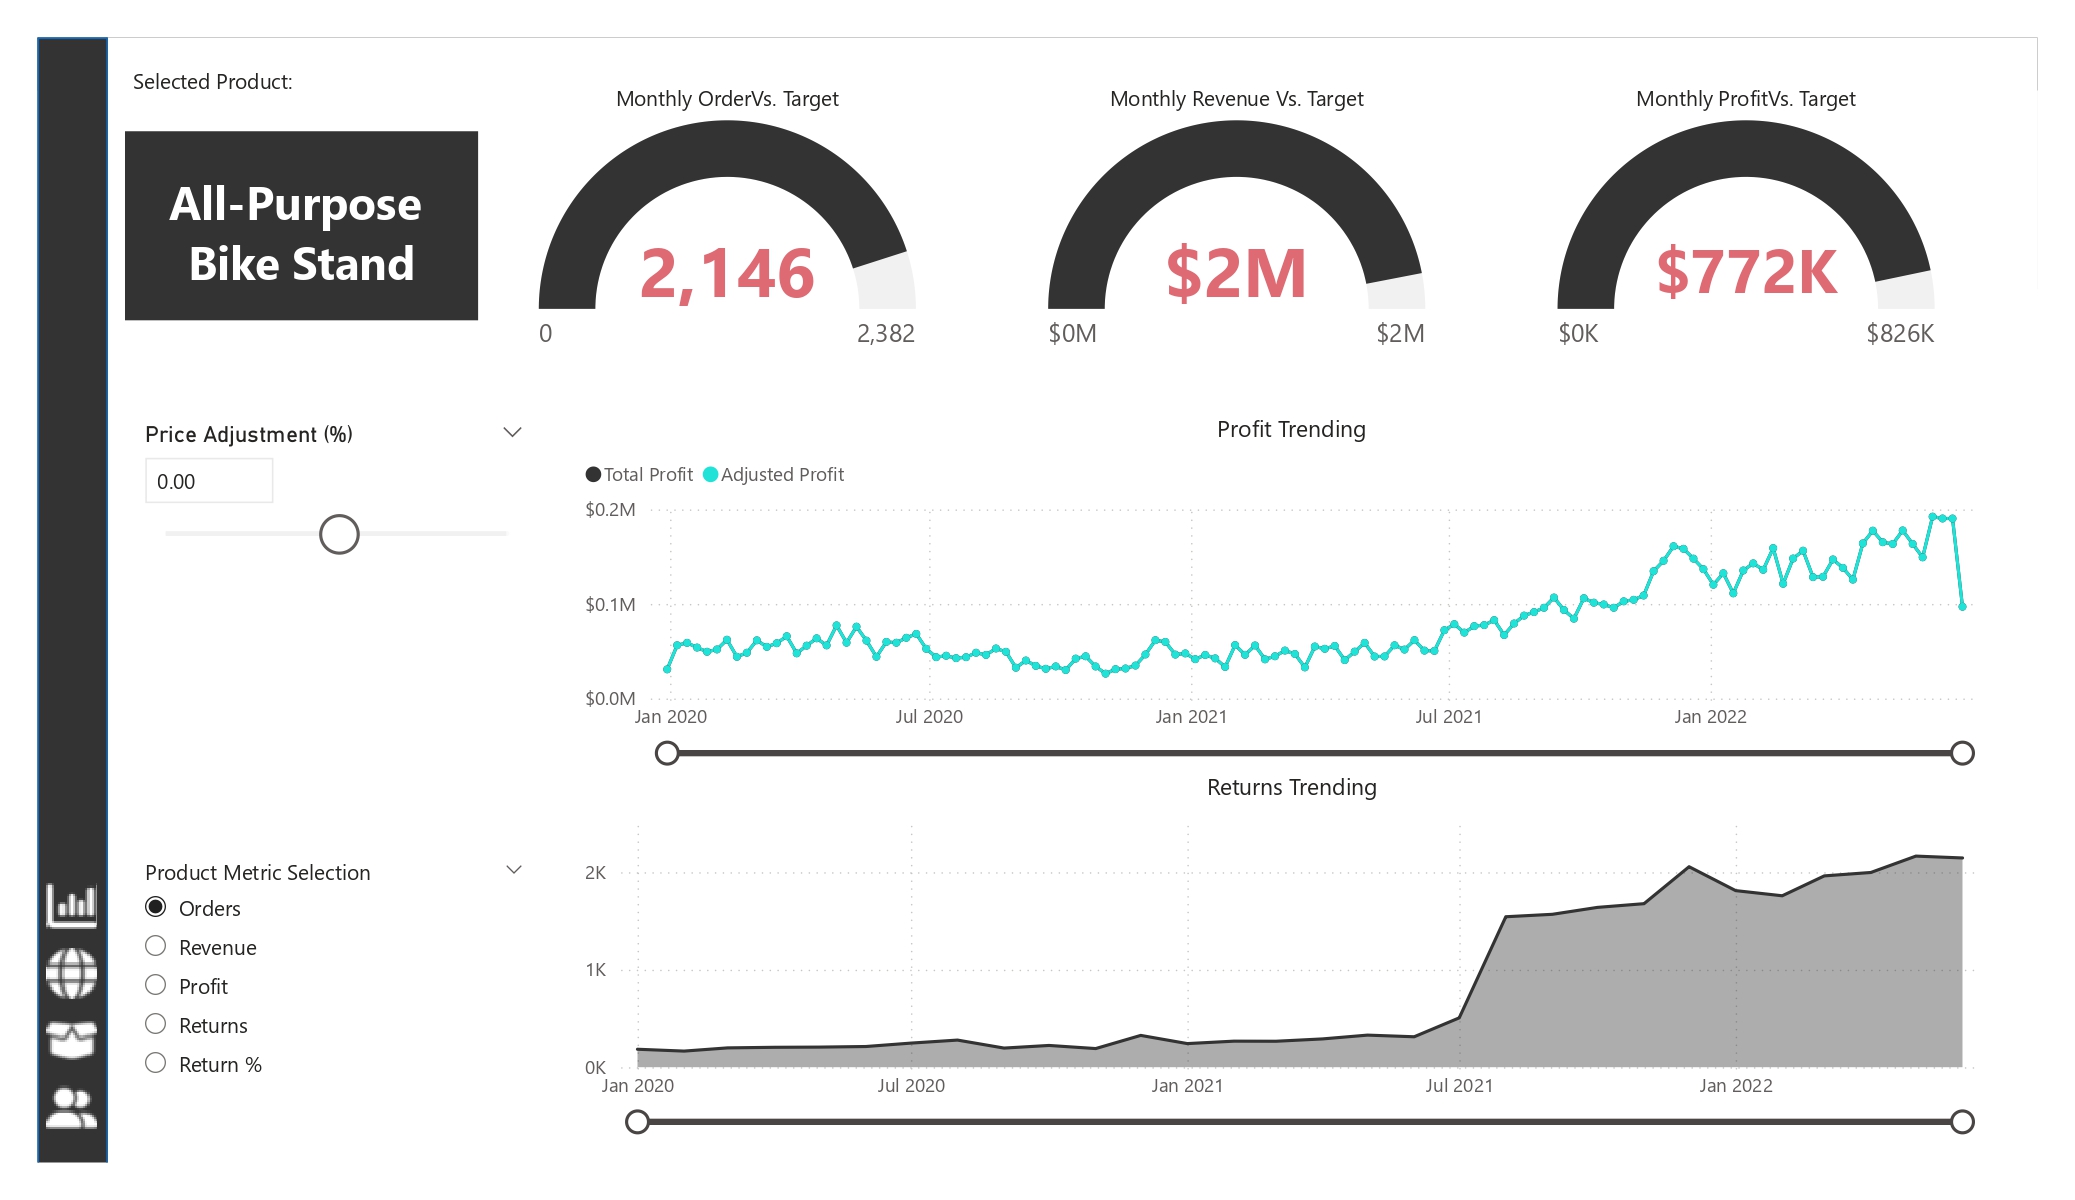 Selected Product:
All-Purpose
Bike Stand
Monthly OrderVs. Target
2,146
0
2,382
Monthly Revenue Vs. Target
$2M
$0M
$2M
Monthly ProfitVs. Target
$772K
$0K
$826K
Price Adjustment (%)
0.00
Profit Trending
Total Profit
Adjusted Profit
$0.2M
$0.1M
$0.0M
Jan 2020
Jul 2020
Jan 2021
Jul 2021
Jan 2022
Product Metric Selection
Orders
Revenue
Profit
Returns
Return %
Returns Trending
2K
1K
0K
Jan 2020
Jul 2020
Jan 2021
Jul 2021
Jan 2022